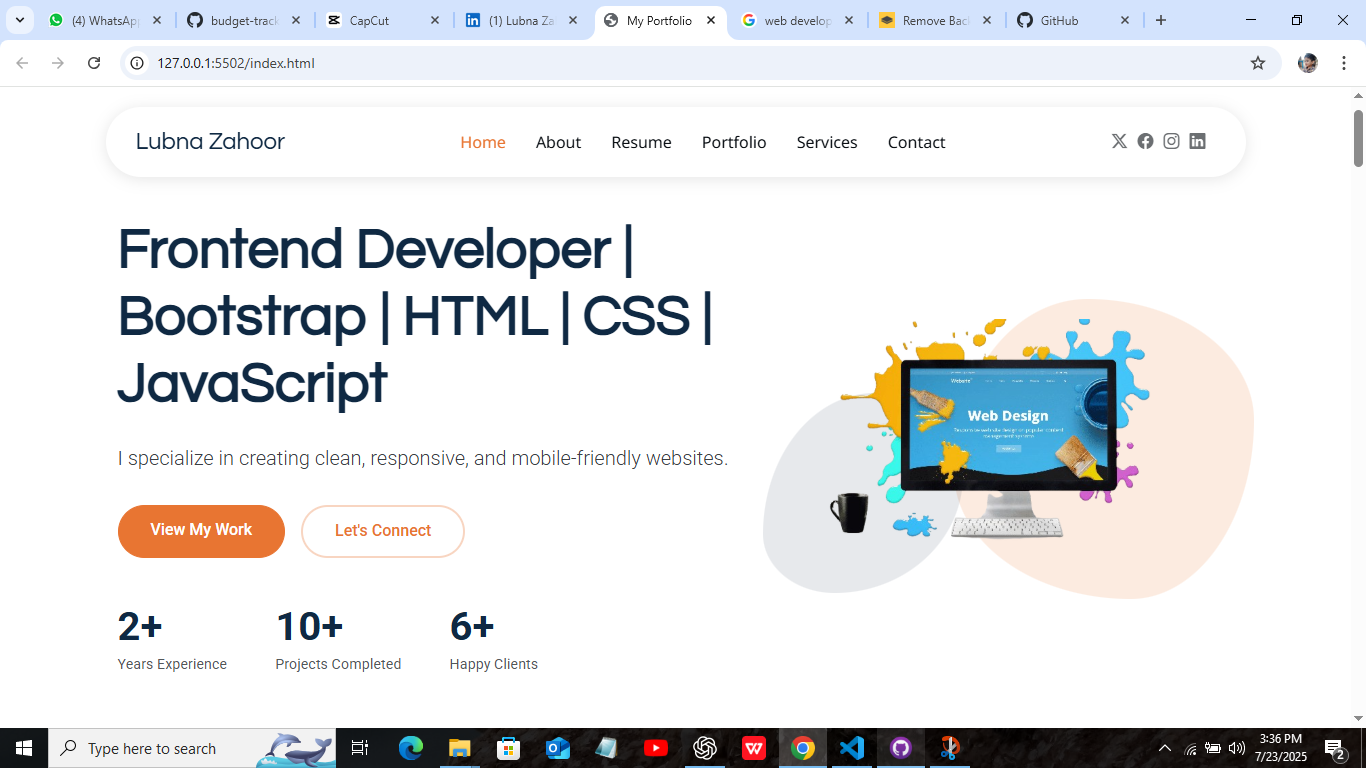 (4) WhatsApp
budget-track
CapCut
(1) Lubna Za
My Portfolio
web develop
Remove Bac
GitHub
127.0.0.1:5502/index.html
Lubna Zahoor
Home
About
Resume
Portfolio
Services
Contact
Frontend Developer |
Bootstrap | HTML | CSS |
JavaScript
I specialize in creating clean, responsive, and mobile-friendly websites.
View My Work
Let's Connect
Website
Web Design
2+
10+
6+
Years Experience
Projects Completed
Happy Clients
Type here to search
3:36 PM
7/23/2025
2